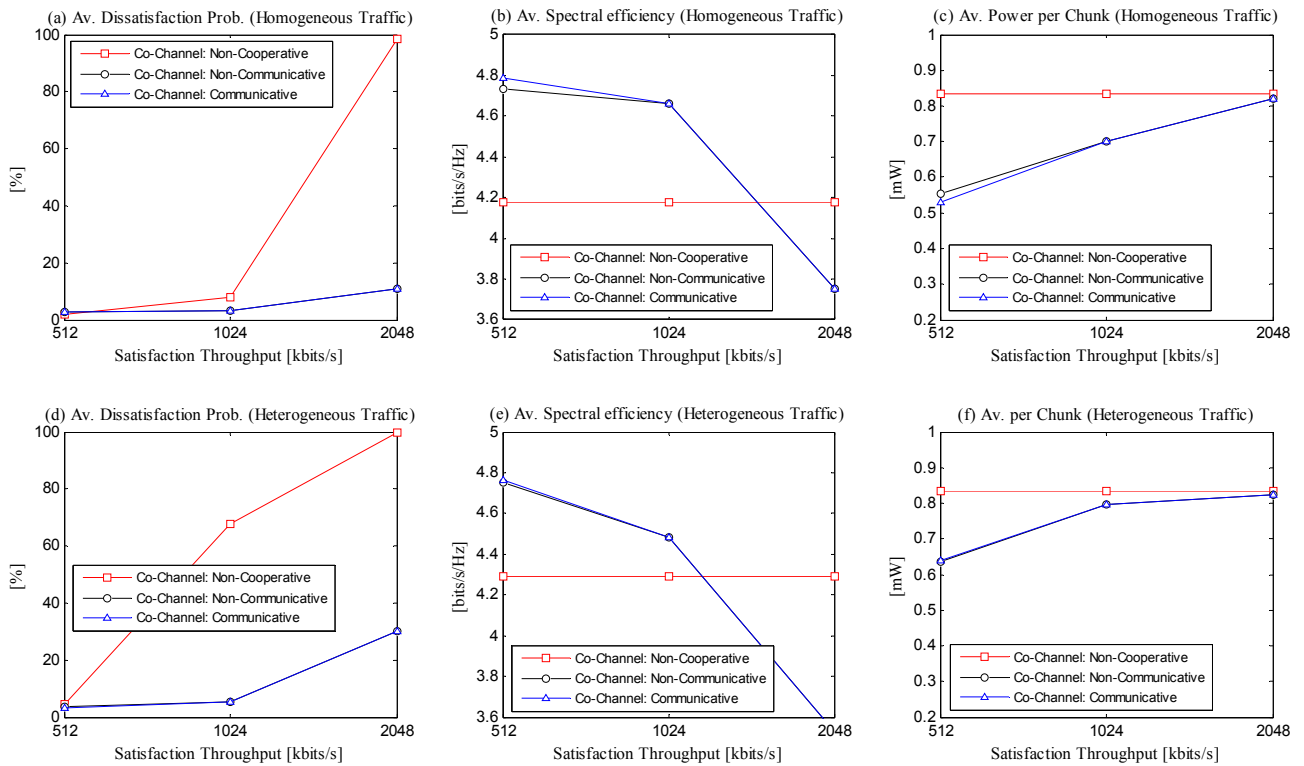 (a) Av. Dissatisfaction Prob. (Homogeneous Traffic)
100
80
60
40
20
0
[%]
Co-Channel: Non-Cooperative
Co-Channel: Non-Communicative
Co-Channel: Communicative
512
1024
2048
Satisfaction Throughput [kbits/s]
(b) Av. Spectral efficiency (Homogeneous Traffic)
5
4.8
4.6
4.4
4.2
4
3.8
3.6
[bits/s/Hz]
Co-Channel: Non-Cooperative
Co-Channel: Non-Communicative
Co-Channel: Communicative
512
1024
2048
Satisfaction Throughput [kbits/s]
(c) Av. Power per Chunk (Homogeneous Traffic)
1
0.9
0.8
0.7
0.6
0.5
0.4
0.3
0.2
[mW]
Co-Channel: Non-Cooperative
Co-Channel: Non-Communicative
Co-Channel: Communicative
512
1024
2048
Satisfaction Throughput [kbits/s]
(d) Av. Dissatisfaction Prob. (Heterogeneous Traffic)
100
80
60
40
20
0
[%]
Co-Channel: Non-Cooperative
Co-Channel: Non-Communicative
Co-Channel: Communicative
512
1024
2048
Satisfaction Throughput [kbits/s]
(e) Av. Spectral efficiency (Heterogeneous Traffic)
5
4.8
4.6
4.4
4.2
4
3.8
3.6
[bits/s/Hz]
Co-Channel: Non-Cooperative
Co-Channel: Non-Communicative
Co-Channel: Communicative
512
1024
2048
Satisfaction Throughput [kbits/s]
(f) Av. per Chunk (Heterogeneous Traffic)
1
0.9
0.8
0.7
0.6
0.5
0.4
0.3
0.2
[mW]
Co-Channel: Non-Cooperative
Co-Channel: Non-Communicative
Co-Channel: Communicative
512
1024
2048
Satisfaction Throughput [kbits/s]